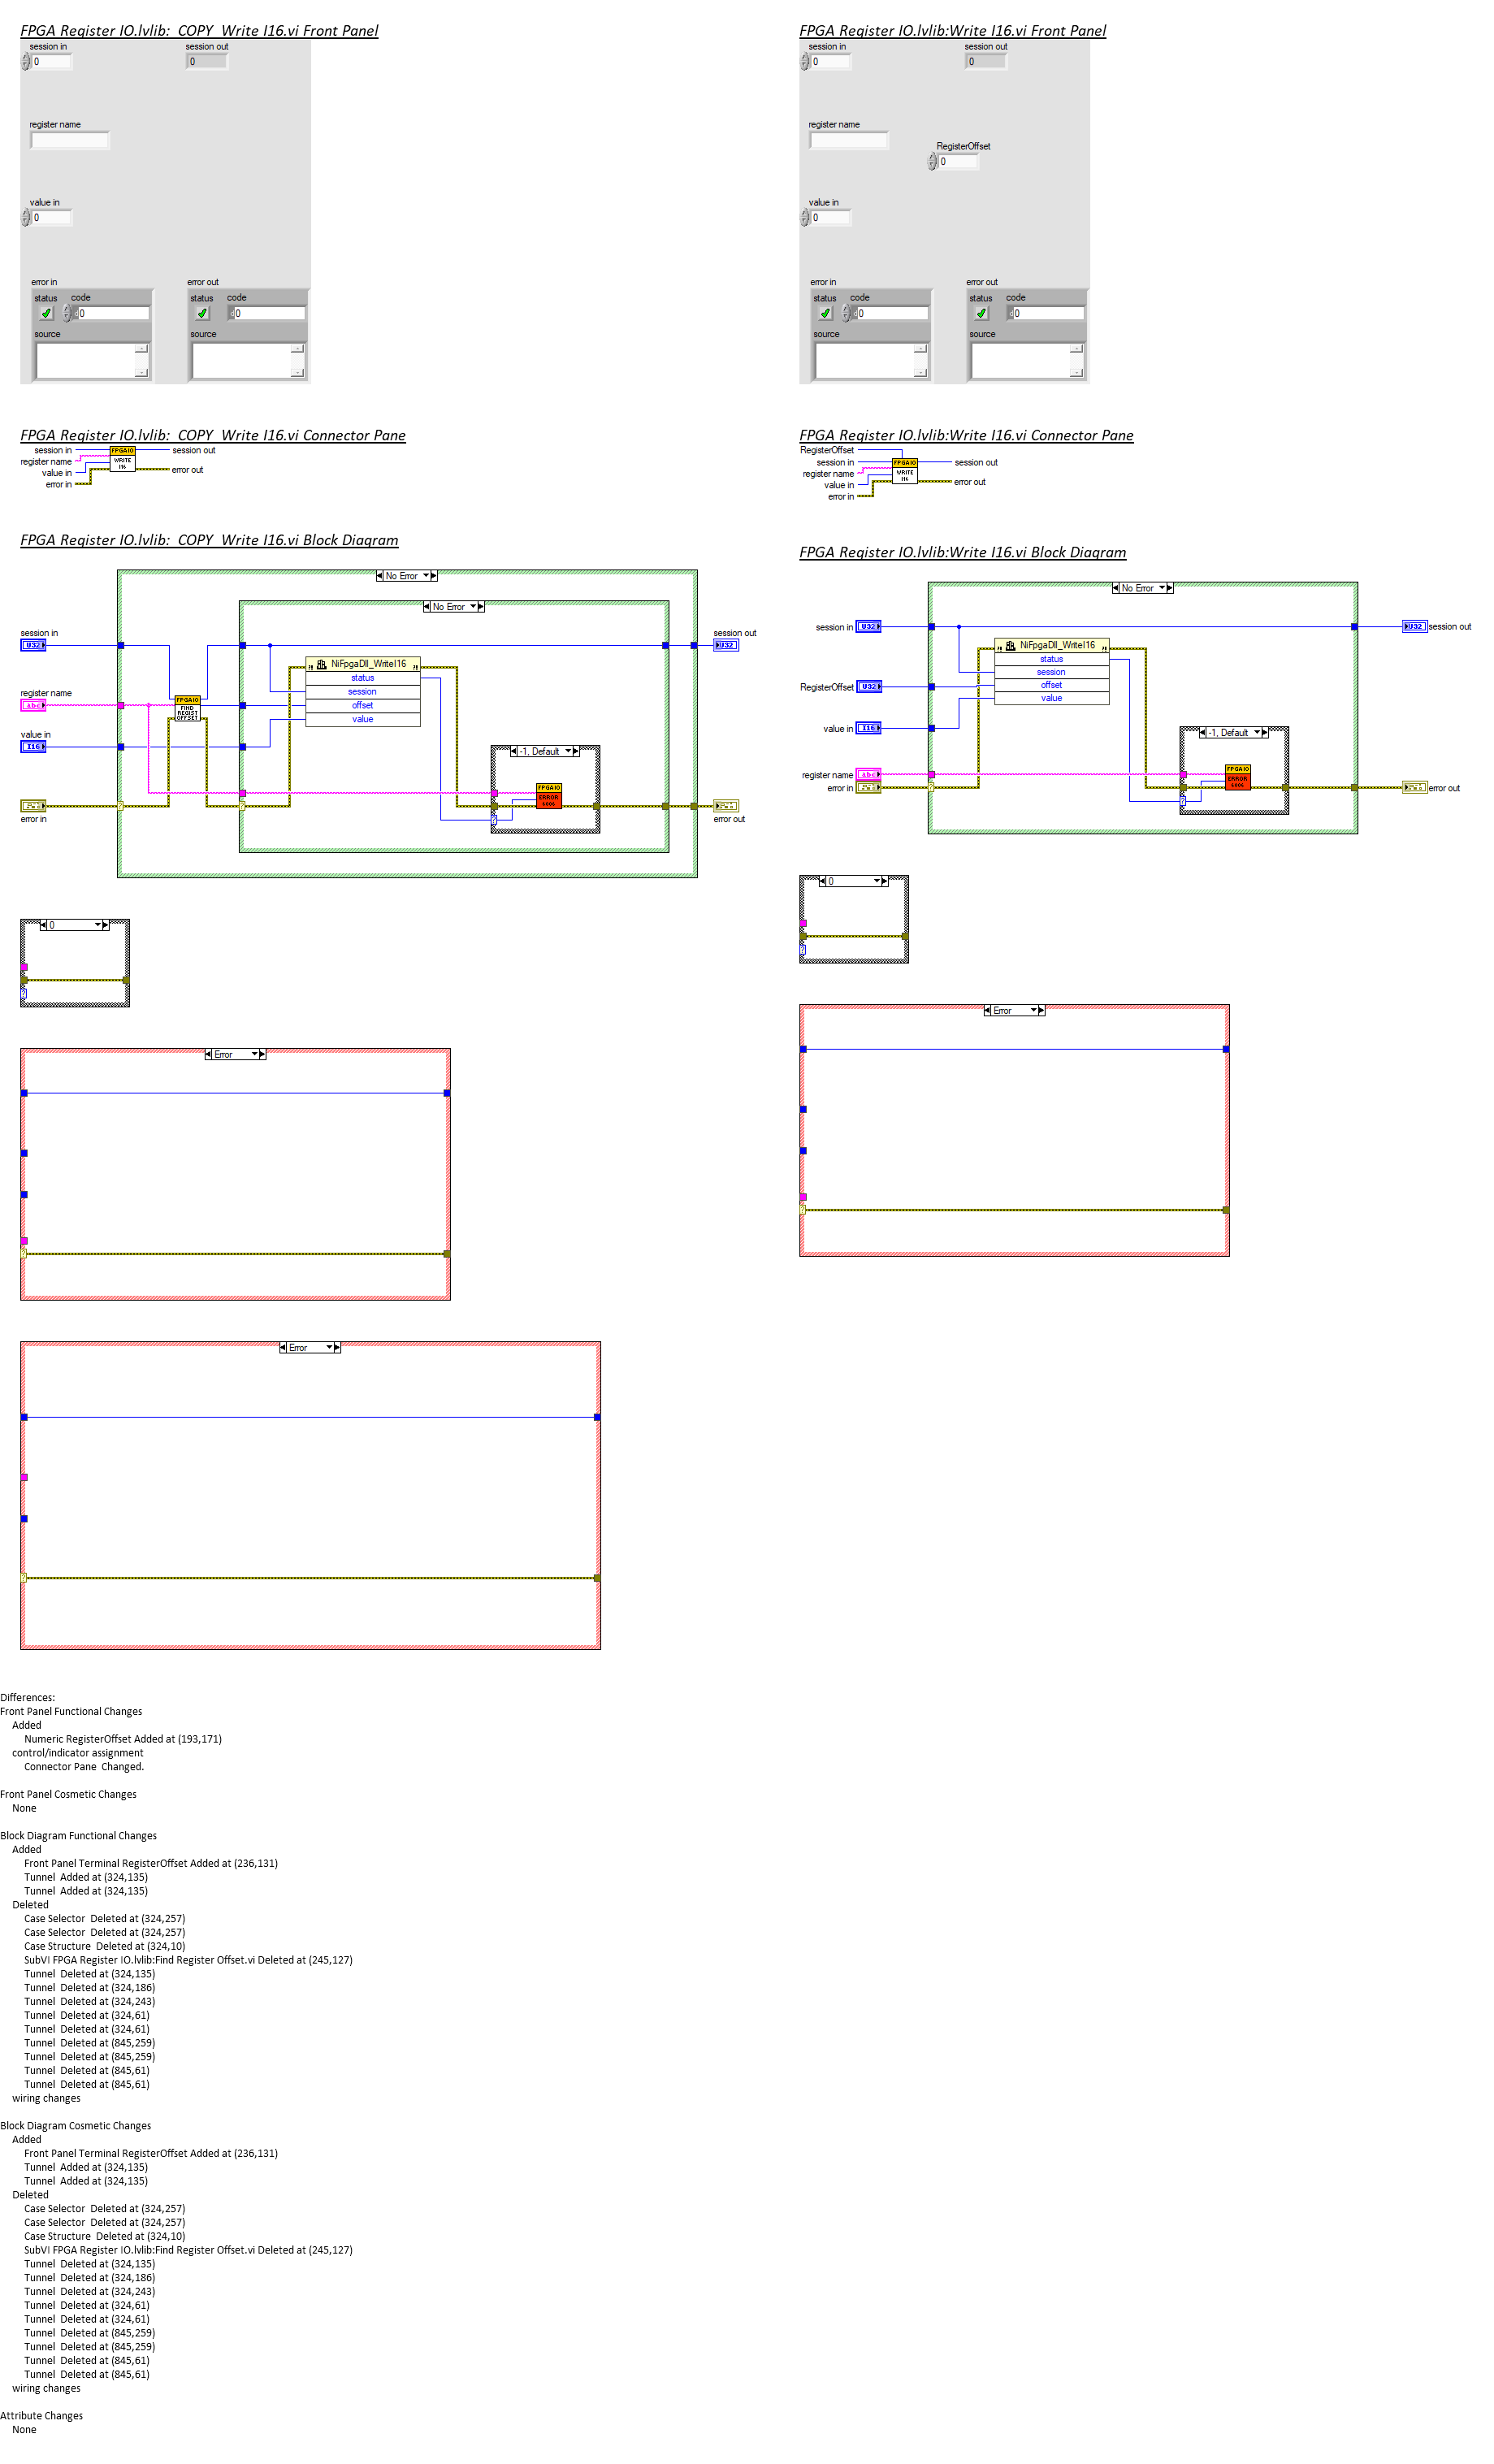 FPGA Register IO.lvlib:  COPY  Write I16.vi Front Panel
session in
session out
0
0
register name
value in
0
error in
error out
status
code
status
code
0
0
source
source
FPGA Register IO.lvlib:  COPY  Write I16.vi Connector Pane
session in
session out
register name
value in
error out
error in
FPGAIO
WRITE
I16
FPGA Register IO.lvlib:  COPY  Write I16.vi Block Diagram
No Error
No Error
session in
U32
session out
U32
NiFpgaDll_WriteI16
status
session
offset
value
register name
abc
FPGAIO
FIND
REGIST
OFFSET
value in
I16
-1, Default
FPGAIO
ERROR
error in
error out
0
Error
Error
FPGA Register IO.lvlib:Write I16.vi Front Panel
session in
session out
0
0
register name
RegisterOffset
0
value in
0
error in
error out
status
code
status
code
0
0
source
source
FPGA Register IO.lvlib:Write I16.vi Connector Pane
RegisterOffset
session in
session out
register name
value in
error out
error in
FPGAIO
WRITE
I16
FPGA Register IO.lvlib:Write I16.vi Block Diagram
No Error
session in
U32
U32
session out
NiFpgaDll_WriteI16
status
session
offset
value
RegisterOffset
U32
value in
I16
-1, Default
register name
abc
FPGAIO
ERROR
error in
error out
0
Error
Differences:
Front Panel Functional Changes
Added
Numeric RegisterOffset Added at (193,171)
control/indicator assignment
Connector Pane  Changed.
Front Panel Cosmetic Changes
None
Block Diagram Functional Changes
Added
Front Panel Terminal RegisterOffset Added at (236,131)
Tunnel  Added at (324,135)
Tunnel  Added at (324,135)
Deleted
Case Selector  Deleted at (324,257)
Case Selector  Deleted at (324,257)
Case Structure  Deleted at (324,10)
SubVI FPGA Register IO.lvlib:Find Register Offset.vi Deleted at (245,127)
Tunnel  Deleted at (324,135)
Tunnel  Deleted at (324,186)
Tunnel  Deleted at (324,243)
Tunnel  Deleted at (324,61)
Tunnel  Deleted at (324,61)
Tunnel  Deleted at (845,259)
Tunnel  Deleted at (845,259)
Tunnel  Deleted at (845,61)
Tunnel  Deleted at (845,61)
wiring changes
Block Diagram Cosmetic Changes
Added
Front Panel Terminal RegisterOffset Added at (236,131)
Tunnel  Added at (324,135)
Tunnel  Added at (324,135)
Deleted
Case Selector  Deleted at (324,257)
Case Selector  Deleted at (324,257)
Case Structure  Deleted at (324,10)
SubVI FPGA Register IO.lvlib:Find Register Offset.vi Deleted at (245,127)
Tunnel  Deleted at (324,135)
Tunnel  Deleted at (324,186)
Tunnel  Deleted at (324,243)
Tunnel  Deleted at (324,61)
Tunnel  Deleted at (324,61)
Tunnel  Deleted at (845,259)
Tunnel  Deleted at (845,259)
Tunnel  Deleted at (845,61)
Tunnel  Deleted at (845,61)
wiring changes
Attribute Changes
None